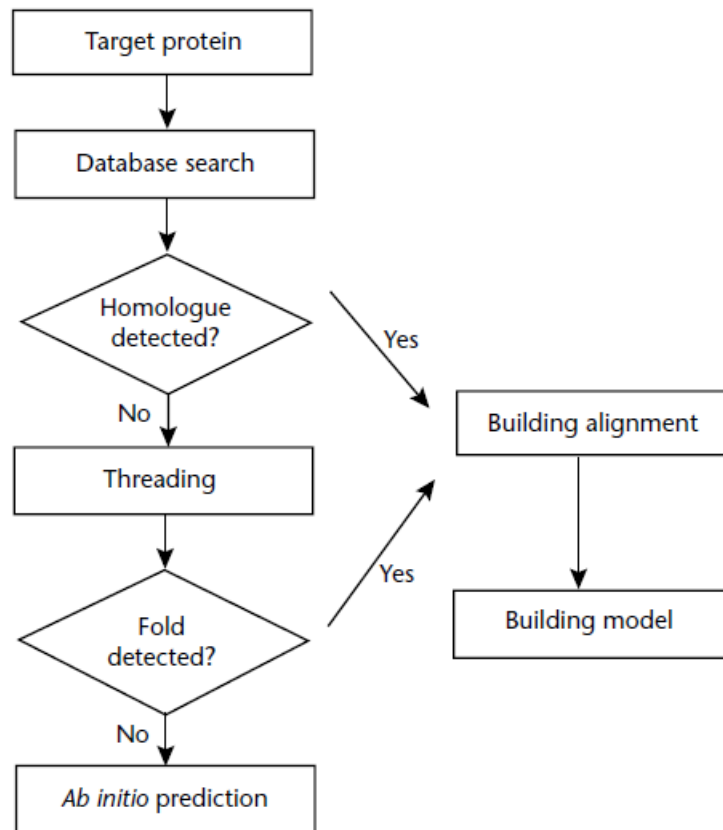 Target protein
Database search
Homologue
detected?
Yes
No
Building alignment
Threading
Yes
Fold
detected?
Building model
No
Ab initio prediction